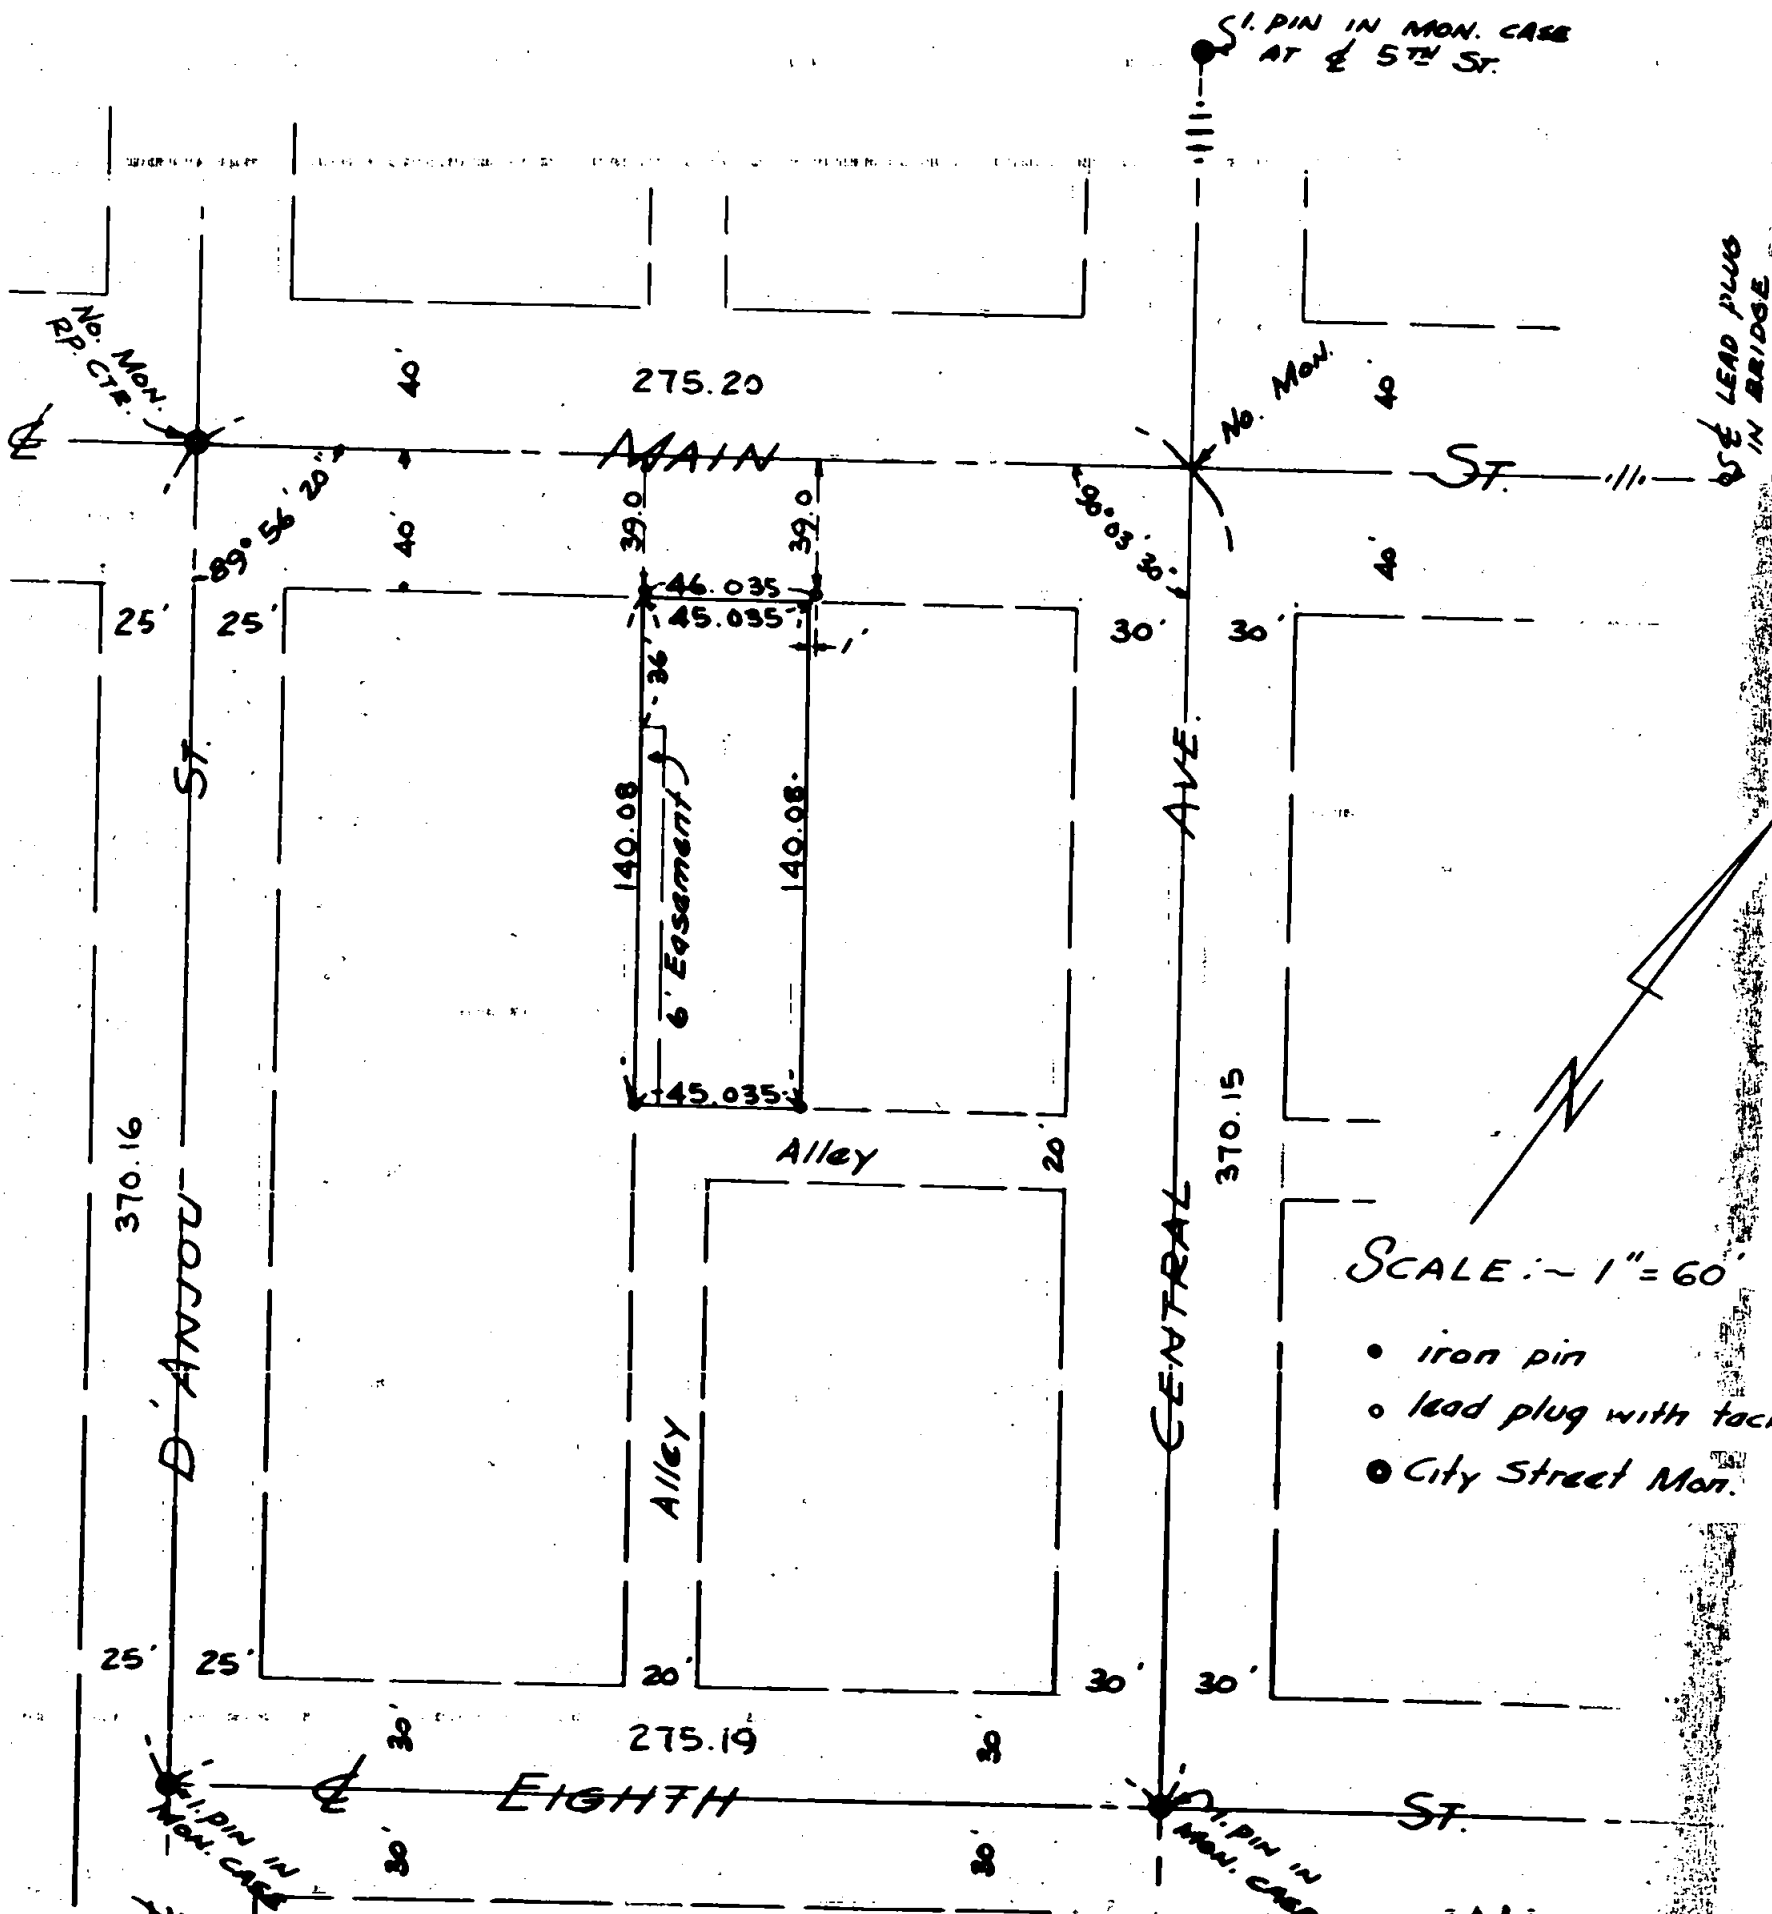 I. PIN IN MON. CASE
AT ℄ 5TH ST.
℄ LEAD PLUG
IN BRIDGE
NO. MON.
RP. CTR.
40'
275.20
No. Mon.
40
℄
MAIN
ST.
89° 56' 20"
40'
39.0
39.0
90° 03' 30"
40'
25'
25'
46.035
45.035
1'
30'
30'
36'
ST.
AVE.
140.08
6' Easement
140.08
45.035
370.16
Alley
20'
370.15
N
D'ANJOU
CENTRAL
SCALE:~ 1" = 60'
iron pin
lead plug with
City Street Mon.
Alley
25'
25'
20'
30'
30'
30'
275.19
30'
℄
EIGHTH
ST.
I. PIN IN
MON. CASE
I. PIN IN
MON. CASE
30'
30'